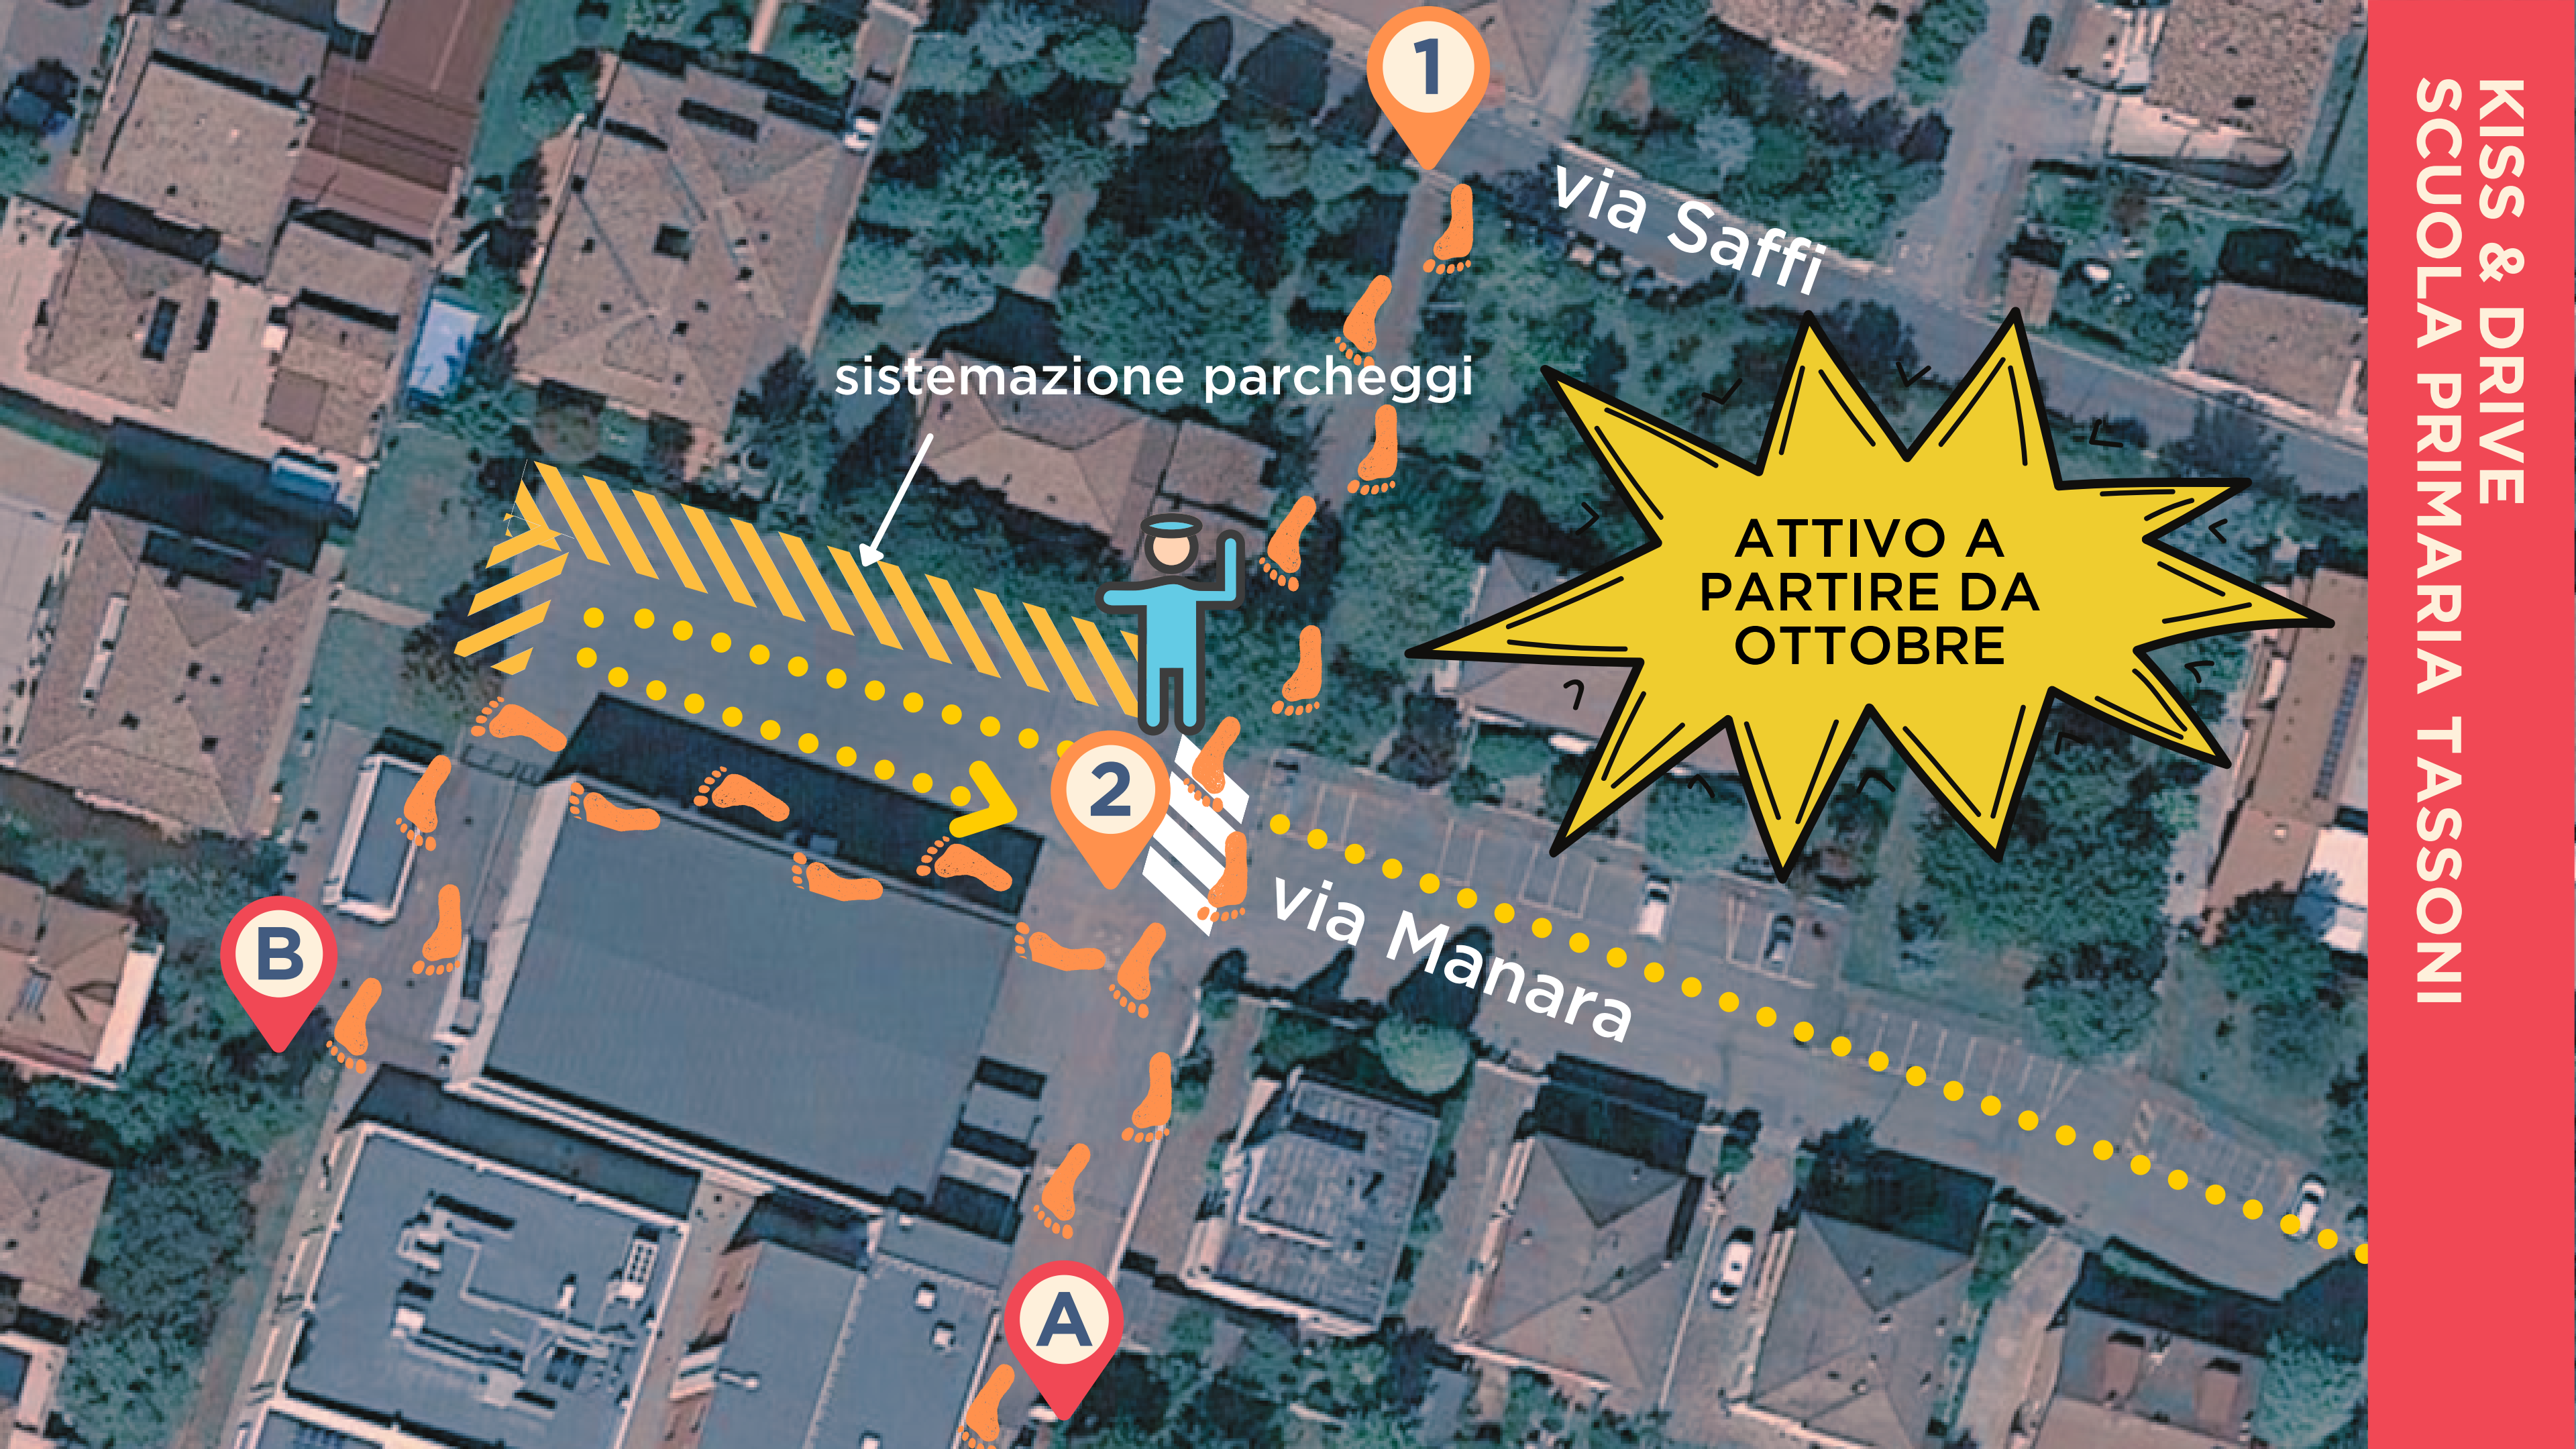 1
via Saffi
sistemazione parcheggi
ATTIVO A
PARTIRE DA
OTTOBRE
2
via Manara
B
A
KISS & DRIVE
SCUOLA PRIMARIA TASSONI